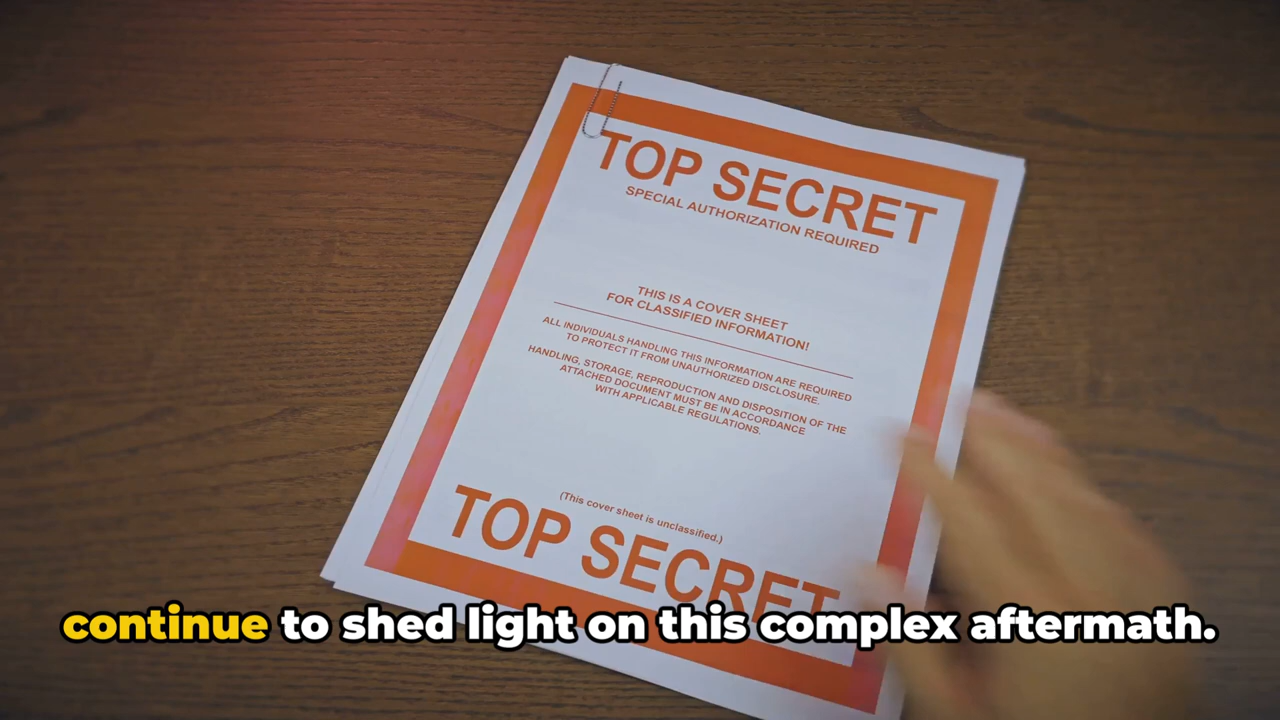 TOP SECRET
SPECIAL AUTHORIZATION REQUIRED
THIS IS A COVER SHEET
FOR CLASSIFIED INFORMATION!
ALL INDIVIDUALS HANDLING THIS INFORMATION ARE REQUIRED
TO PROTECT IT FROM UNAUTHORIZED DISCLOSURE.
HANDLING, STORAGE, REPRODUCTION AND DISPOSITION OF THE
ATTACHED DOCUMENT MUST BE IN ACCORDANCE
WITH APPLICABLE REGULATIONS.
(This cover sheet is unclassified.)
TOP SECRET
continue to shed light on this complex aftermath.